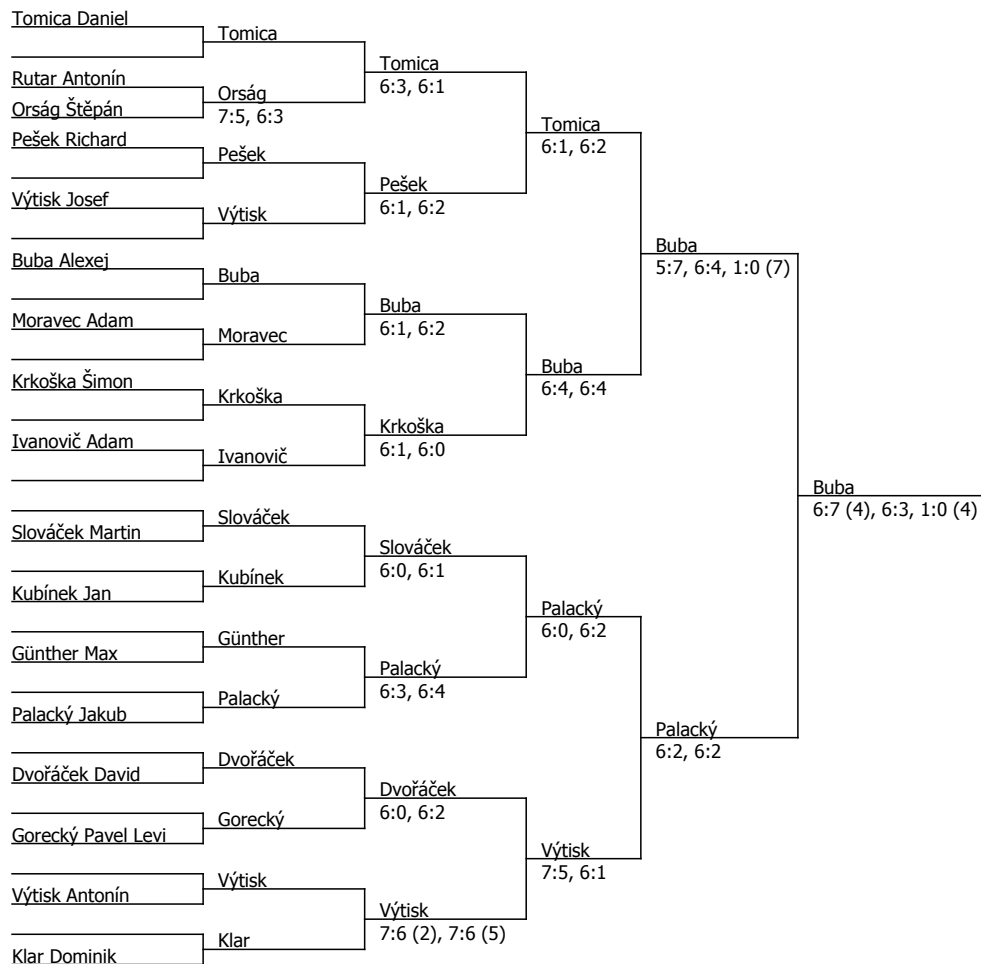 Tomica Daniel
Tomica
Tomica
6:3, 6:1
Rutar Antonín
Orság
Orság Štěpán
7:5, 6:3
Tomica
6:1, 6:2
Pešek Richard
Pešek
Pešek
6:1, 6:2
Výtisk Josef
Výtisk
Buba
5:7, 6:4, 1:0 (7)
Buba Alexej
Buba
Buba
6:1, 6:2
Moravec Adam
Moravec
Buba
6:4, 6:4
Krkoška Šimon
Krkoška
Krkoška
6:1, 6:0
Ivanovič Adam
Ivanovič
Buba
6:7 (4), 6:3, 1:0 (4)
Slováček
Slováček Martin
Slováček
6:0, 6:1
Kubínek
Kubínek Jan
Palacký
6:0, 6:2
Günther
Günther Max
Palacký
6:3, 6:4
Palacký
Palacký Jakub
Palacký
6:2, 6:2
Dvořáček
Dvořáček David
Dvořáček
6:0, 6:2
Gorecký
Gorecký Pavel Levi
Výtisk
7:5, 6:1
Výtisk
Výtisk Antonín
Výtisk
7:6 (2), 7:6 (5)
Klar
Klar Dominik